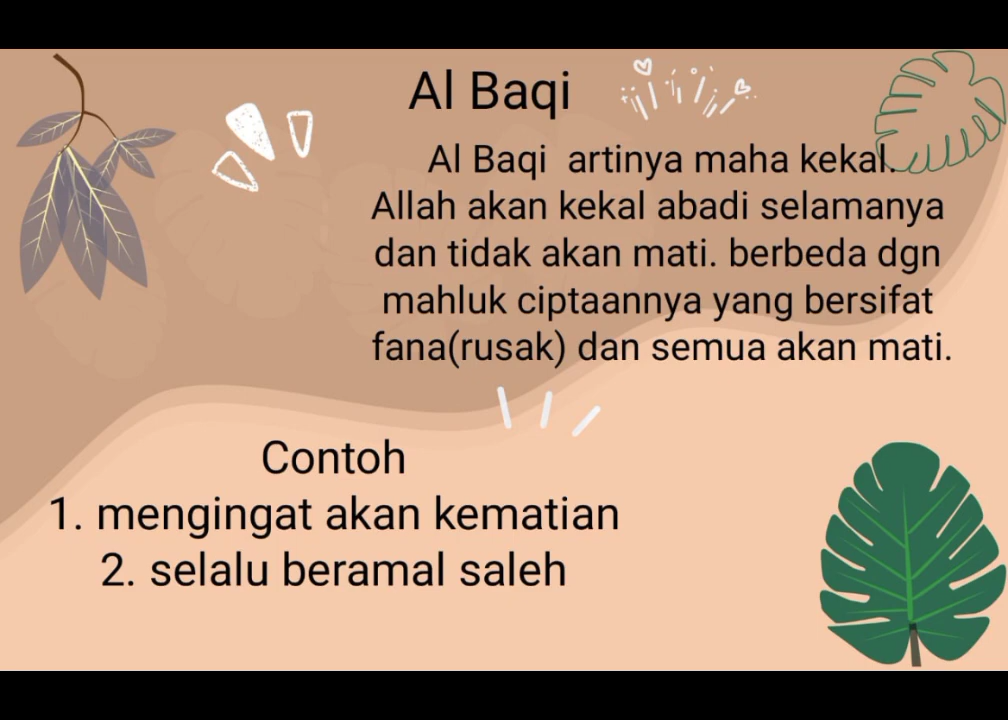 Al Baqi
Al Baqi artinya maha kekal.
Allah akan kekal abadi selamanya
dan tidak akan mati. berbeda dgn
mahluk ciptaannya yang bersifat
fana(rusak) dan semua akan mati.
Contoh
1. mengingat akan kematian
2. selalu beramal saleh